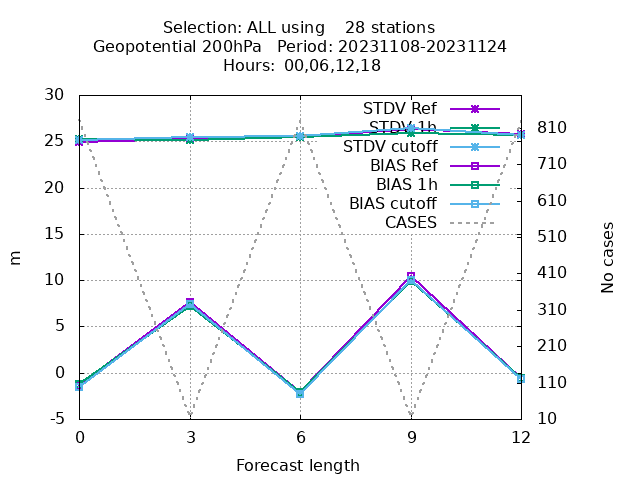 Selection: ALL using    28 stations
Geopotential 200hPa   Period: 20231108-20231124
Hours: 00,06,12,18
30
25
20
15
10
5
0
-5
m
STDV Ref
STDV 1h
STDV cutoff
BIAS Ref
BIAS 1h
BIAS cutoff
CASES
810
710
610
510
410
310
210
110
10
No cases
0 3 6 9 12
Forecast length